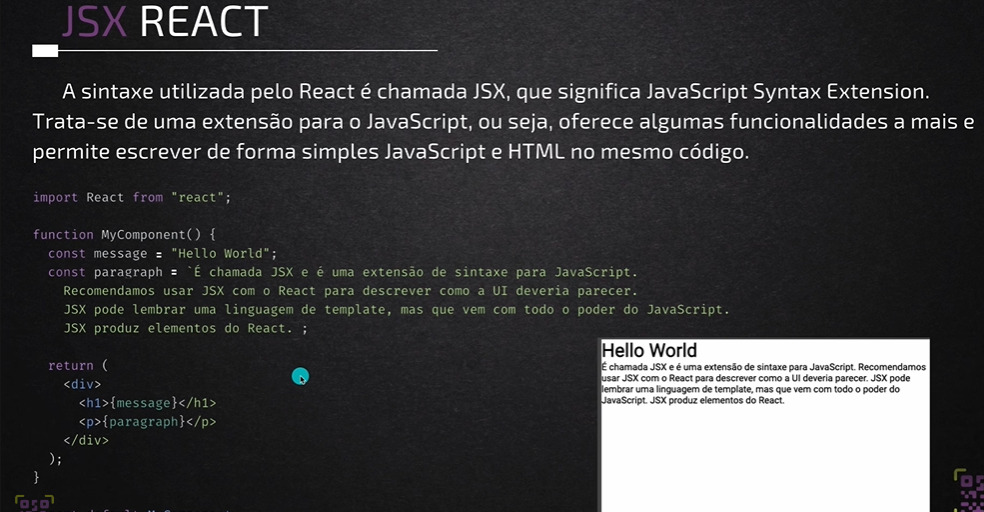 JSX REACT
A sintaxe utilizada pelo React é chamada JSX, que significa JavaScript Syntax Extension.
Trata-se de uma extensão para o JavaScript, ou seja, oferece algumas funcionalidades a mais e
permite escrever de forma simples JavaScript e HTML no mesmo código.
import React from "react";
function MyComponent() {
const message = "Hello World";
const paragraph = `É chamada JSX e é uma extensão de sintaxe para JavaScript.
Recomendamos usar JSX com o React para descrever como a UI deveria parecer.
JSX pode lembrar uma linguagem de template, mas que vem com todo o poder do JavaScript.
JSX produz elementos do React. ;
return (
<div>
<h1>{message}</h1>
<p>{paragraph}</p>
</div>
);
}
Hello World
É chamada JSX e é uma extensão de sintaxe para JavaScript. Recomendamos
usar JSX com o React para descrever como a UI deveria parecer. JSX pode
lembrar uma linguagem de template, mas que vem com todo o poder do
JavaScript. JSX produz elementos do React.